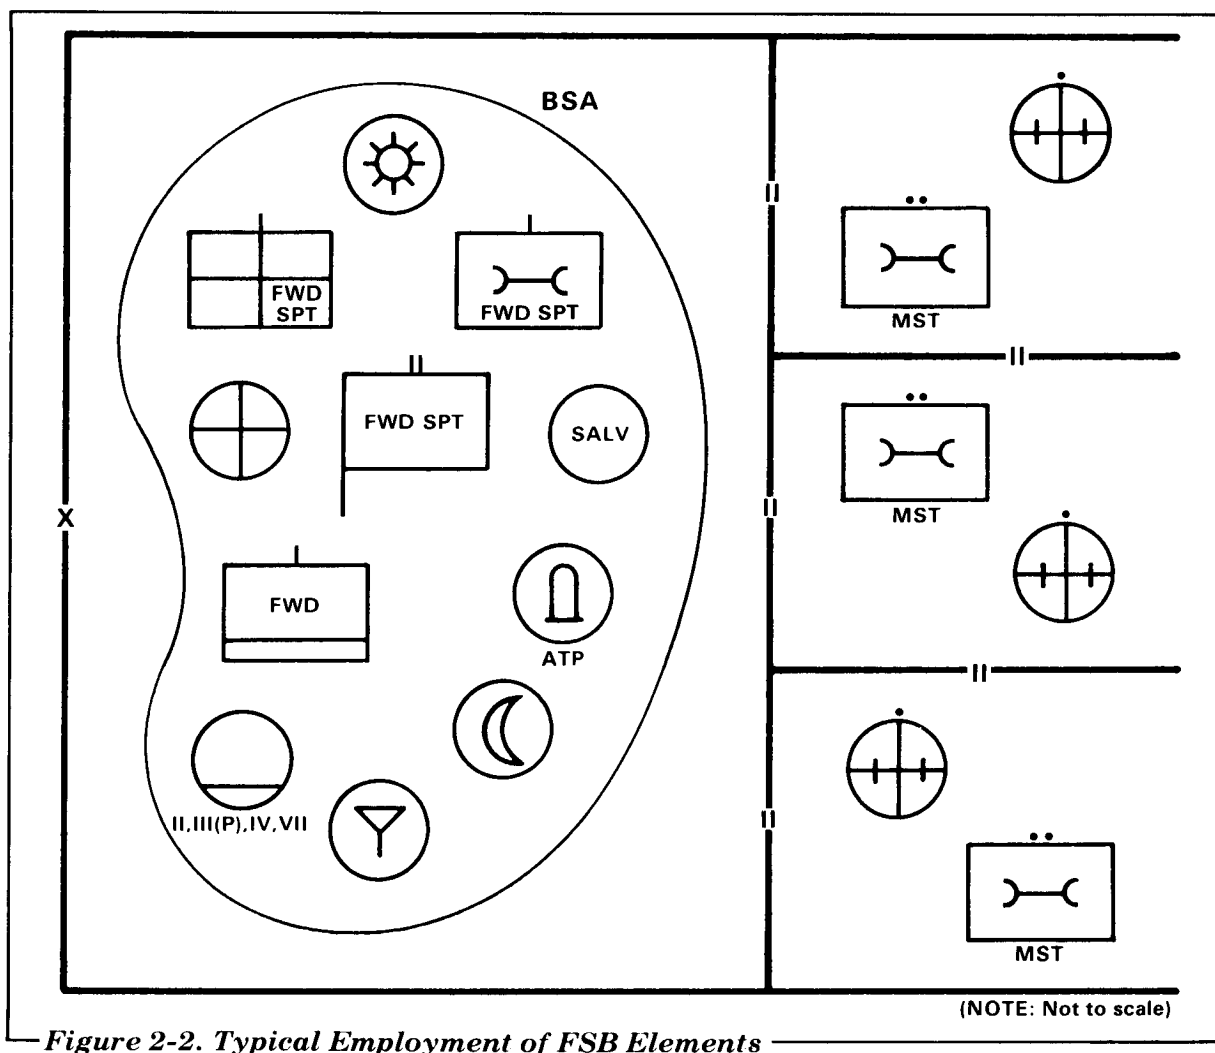 BSA
FWD
SPT
FWD SPT
MST
II
II
FWD SPT
SALV
MST
X
II
II
FWD
ATP
II
II,III(P),IV,VII
II
MST
(NOTE: Not to scale)
Figure 2-2. Typical Employment of FSB Elements